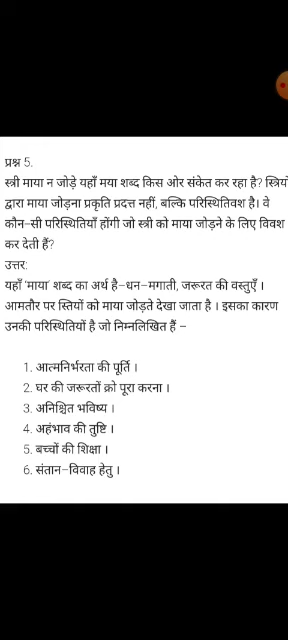 प्रश्न 5.
स्त्री माया न जोड़े यहाँ मया शब्द किस ओर संकेत कर रहा है? स्त्रियों
द्वारा माया जोड़ना प्रकृति प्रदत्त नहीं, बल्कि परिस्थितिवश है। वे
कौन-सी परिस्थितियाँ होंगी जो स्त्री को माया जोड़ने के लिए विवश
कर देती हैं?
उत्तर:
यहाँ 'माया' शब्द का अर्थ है-धन-मगाती, जरूरत की वस्तुएँ ।
आमतौर पर स्तियों को माया जोड़ते देखा जाता है । इसका कारण
उनकी परिस्थितियों है जो निम्नलिखित हैं –
1. आत्मनिर्भरता की पूर्ति ।
2. घर की जरूरतों क्रो पूरा करना ।
3. अनिश्चित भविष्य ।
4. अहंभाव की तुष्टि ।
5. बच्चों की शिक्षा ।
6. संतान-विवाह हेतु ।